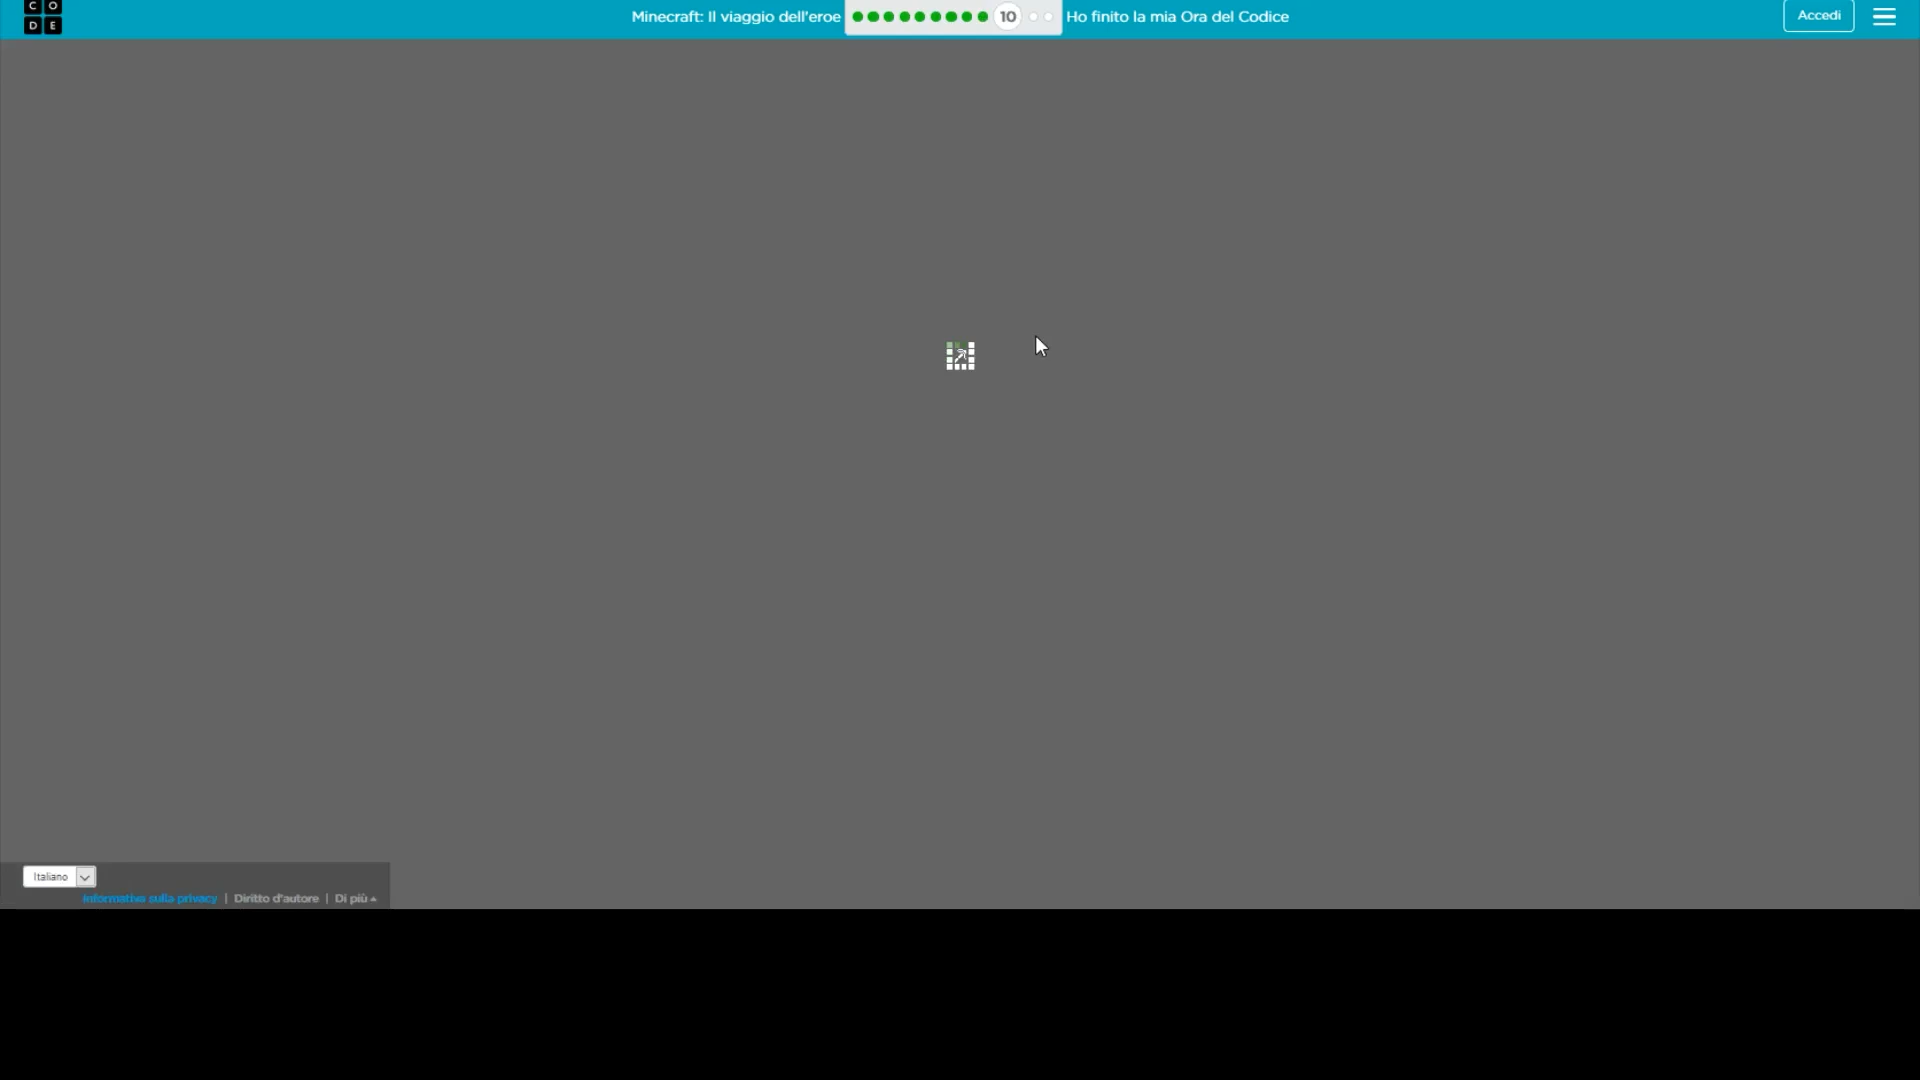 C O
D E
Minecraft: Il viaggio dell'eroe
10
Ho finito la mia Ora del Codice
Accedi
Italiano
Informativa sulla privacy | Diritto d'autore | Di più